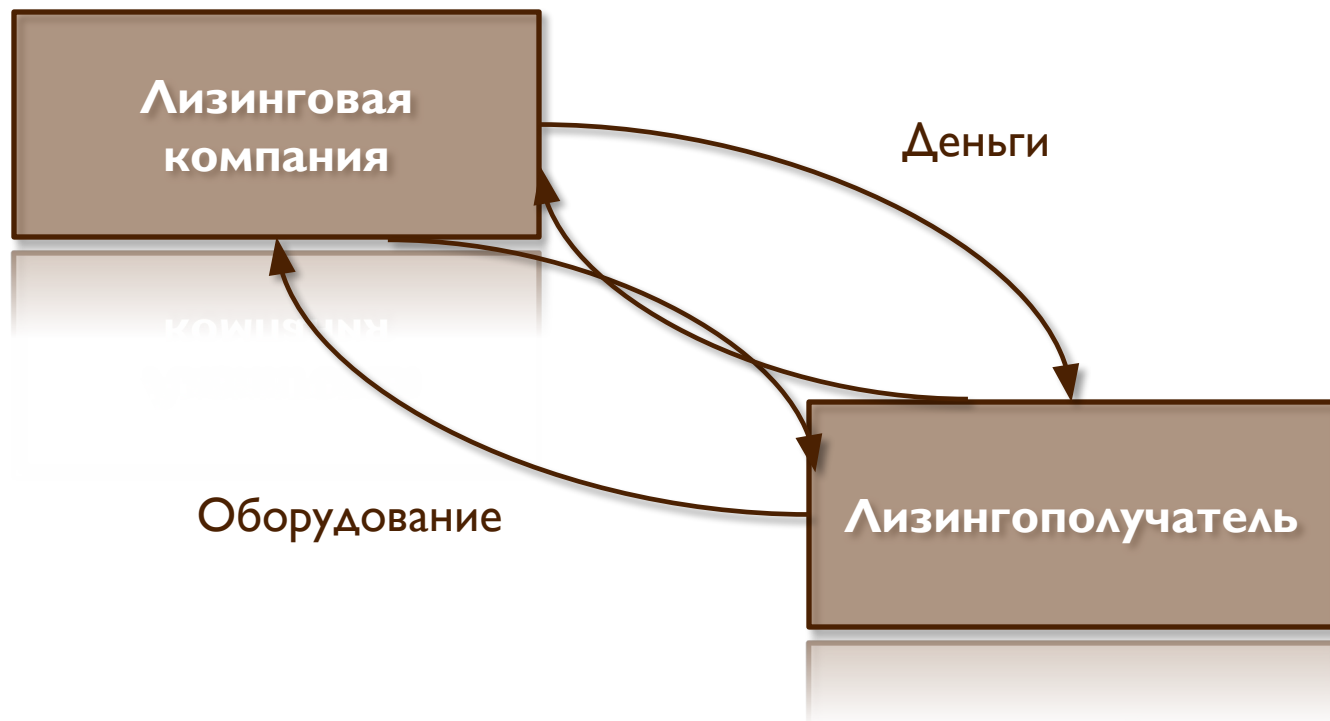 Лизинговая
компания
Деньги
Оборудование
Лизингополучатель